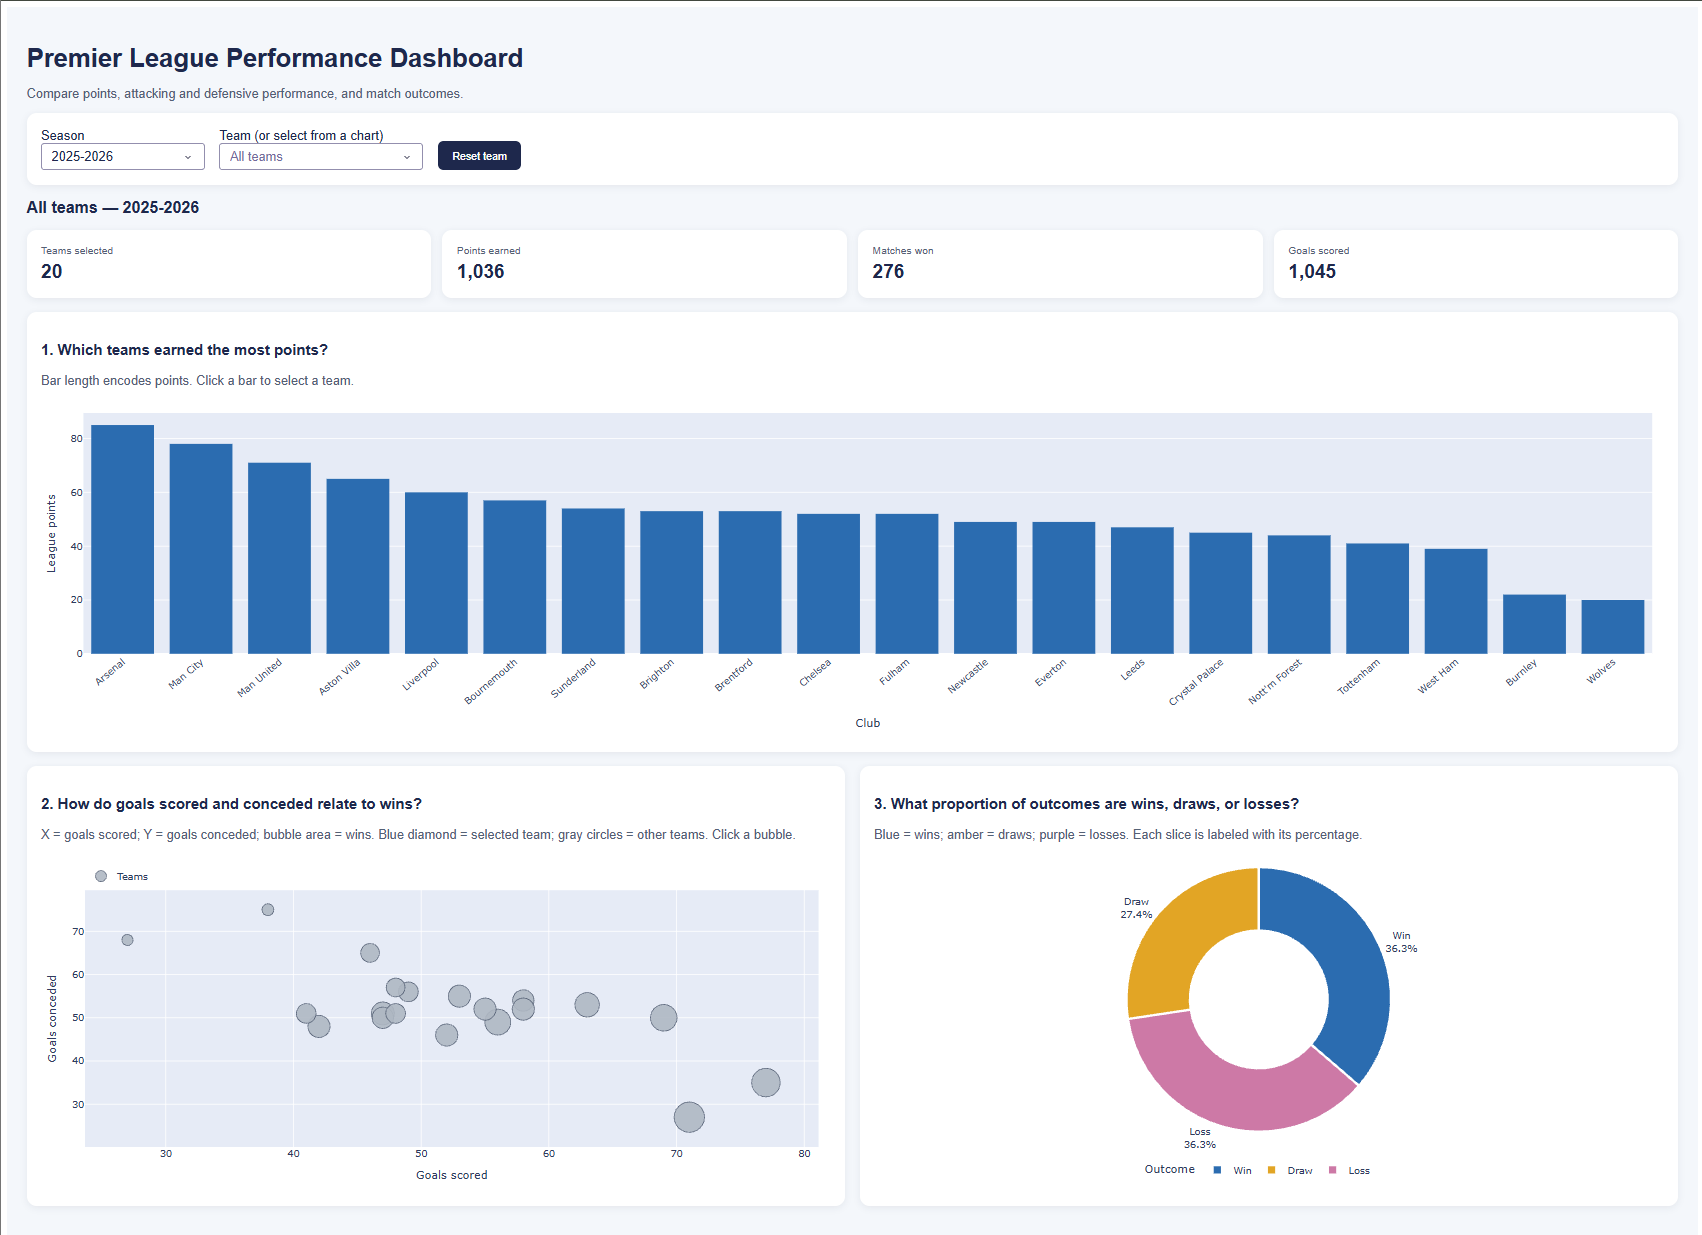 Premier League Performance Dashboard
Compare points, attacking and defensive performance, and match outcomes.
Season
2025-2026
Team (or select from a chart)
All teams
Reset team
All teams — 2025-2026
Teams selected
20
Points earned
1,036
Matches won
276
Goals scored
1,045
1. Which teams earned the most points?
Bar length encodes points. Click a bar to select a team.
League points
80
60
40
20
0
Arsenal
Man City
Man United
Aston Villa
Liverpool
Bournemouth
Sunderland
Brighton
Brentford
Chelsea
Fulham
Newcastle
Everton
Leeds
Crystal Palace
Nott'm Forest
Tottenham
West Ham
Burnley
Wolves
Club
2. How do goals scored and conceded relate to wins?
X = goals scored; Y = goals conceded; bubble area = wins. Blue diamond = selected team; gray circles = other teams. Click a bubble.
Teams
Goals conceded
70
60
50
40
30
30
40
50
60
70
80
Goals scored
3. What proportion of outcomes are wins, draws, or losses?
Blue = wins; amber = draws; purple = losses. Each slice is labeled with its percentage.
Draw
27.4%
Win
36.3%
Loss
36.3%
Outcome
Win
Draw
Loss